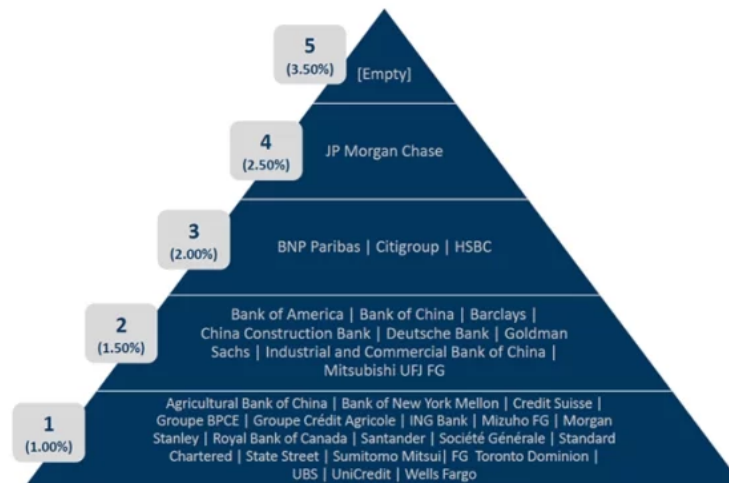 5
(3.50%)
[Empty]
4
(2.50%)
JP Morgan Chase
3
(2.00%)
BNP Paribas | Citigroup | HSBC
2
(1.50%)
Bank of America | Bank of China | Barclays |
China Construction Bank | Deutsche Bank | Goldman
Sachs | Industrial and Commercial Bank of China |
Mitsubishi UFJ FG
1
(1.00%)
Agricultural Bank of China | Bank of New York Mellon | Credit Suisse |
Groupe BPCE | Groupe Crédit Agricole | ING Bank | Mizuho FG | Morgan
Stanley | Royal Bank of Canada | Santander | Société Générale | Standard
Chartered | State Street | Sumitomo Mitsui| FG Toronto Dominion |
UBS | UniCredit | Wells Fargo